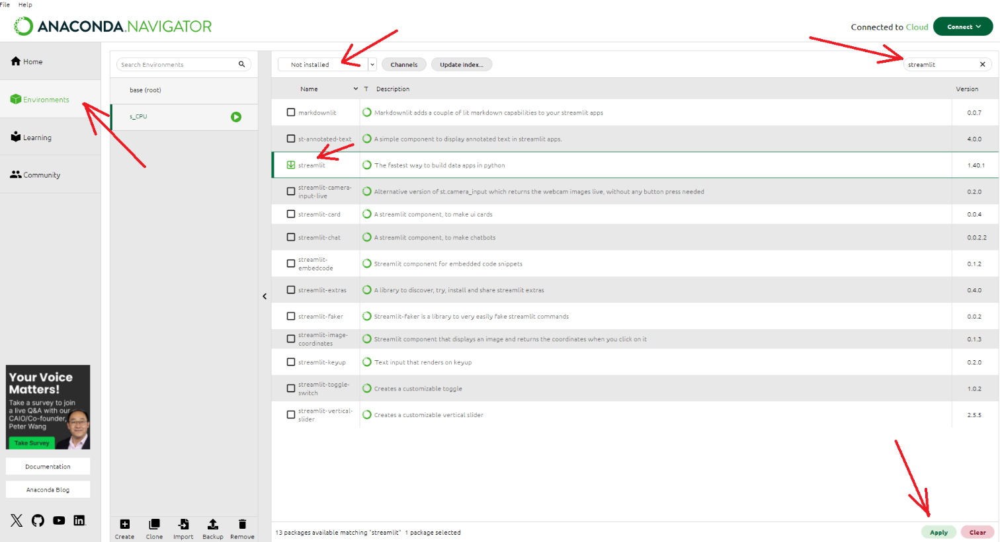 File Help
ANACONDA.NAVIGATOR
Connected to Cloud
Connect
Home
Environments
Learning
Community
Your Voice
Matters!
Take a survey to join
a live Q&A with our
CAIO/Co-founder,
Peter Wang
Take Survey
Documentation
Anaconda Blog
Search Environments
base (root)
s_CPU
Create Clone Import Backup Remove
Not installed
Channels
Update index...
streamlit
Name T Description Version
markdownlit Markdownlit adds a couple of lit markdown capabilities to your streamlit apps 0.0.7
st-annotated-text A simple component to display annotated text in streamlit apps. 4.0.0
streamlit The fastest way to build data apps in python 1.40.1
streamlit-camera-
input-live Alternative version of st.camera_input which returns the webcam images live, without any button press needed 0.2.0
streamlit-card A streamlit component, to make ui cards 0.0.4
streamlit-chat A streamlit component, to make chatbots 0.0.2.2
streamlit-
embedcode Streamlit component for embedded code snippets 0.1.2
streamlit-extras A library to discover, try, install and share streamlit extras 0.4.0
streamlit-faker Streamlit-faker is a library to very easily fake streamlit commands 0.0.2
streamlit-image-
coordinates Streamlit component that displays an image and returns the coordinates when you click on it 0.1.3
streamlit-keyup Text input that renders on keyup 0.2.0
streamlit-toggle-
switch Creates a customizable toggle 1.0.2
streamlit-vertical-
slider Creates a customizable vertical slider 2.5.5
13 packages available matching "streamlit" 1 package selected
Apply
Clear